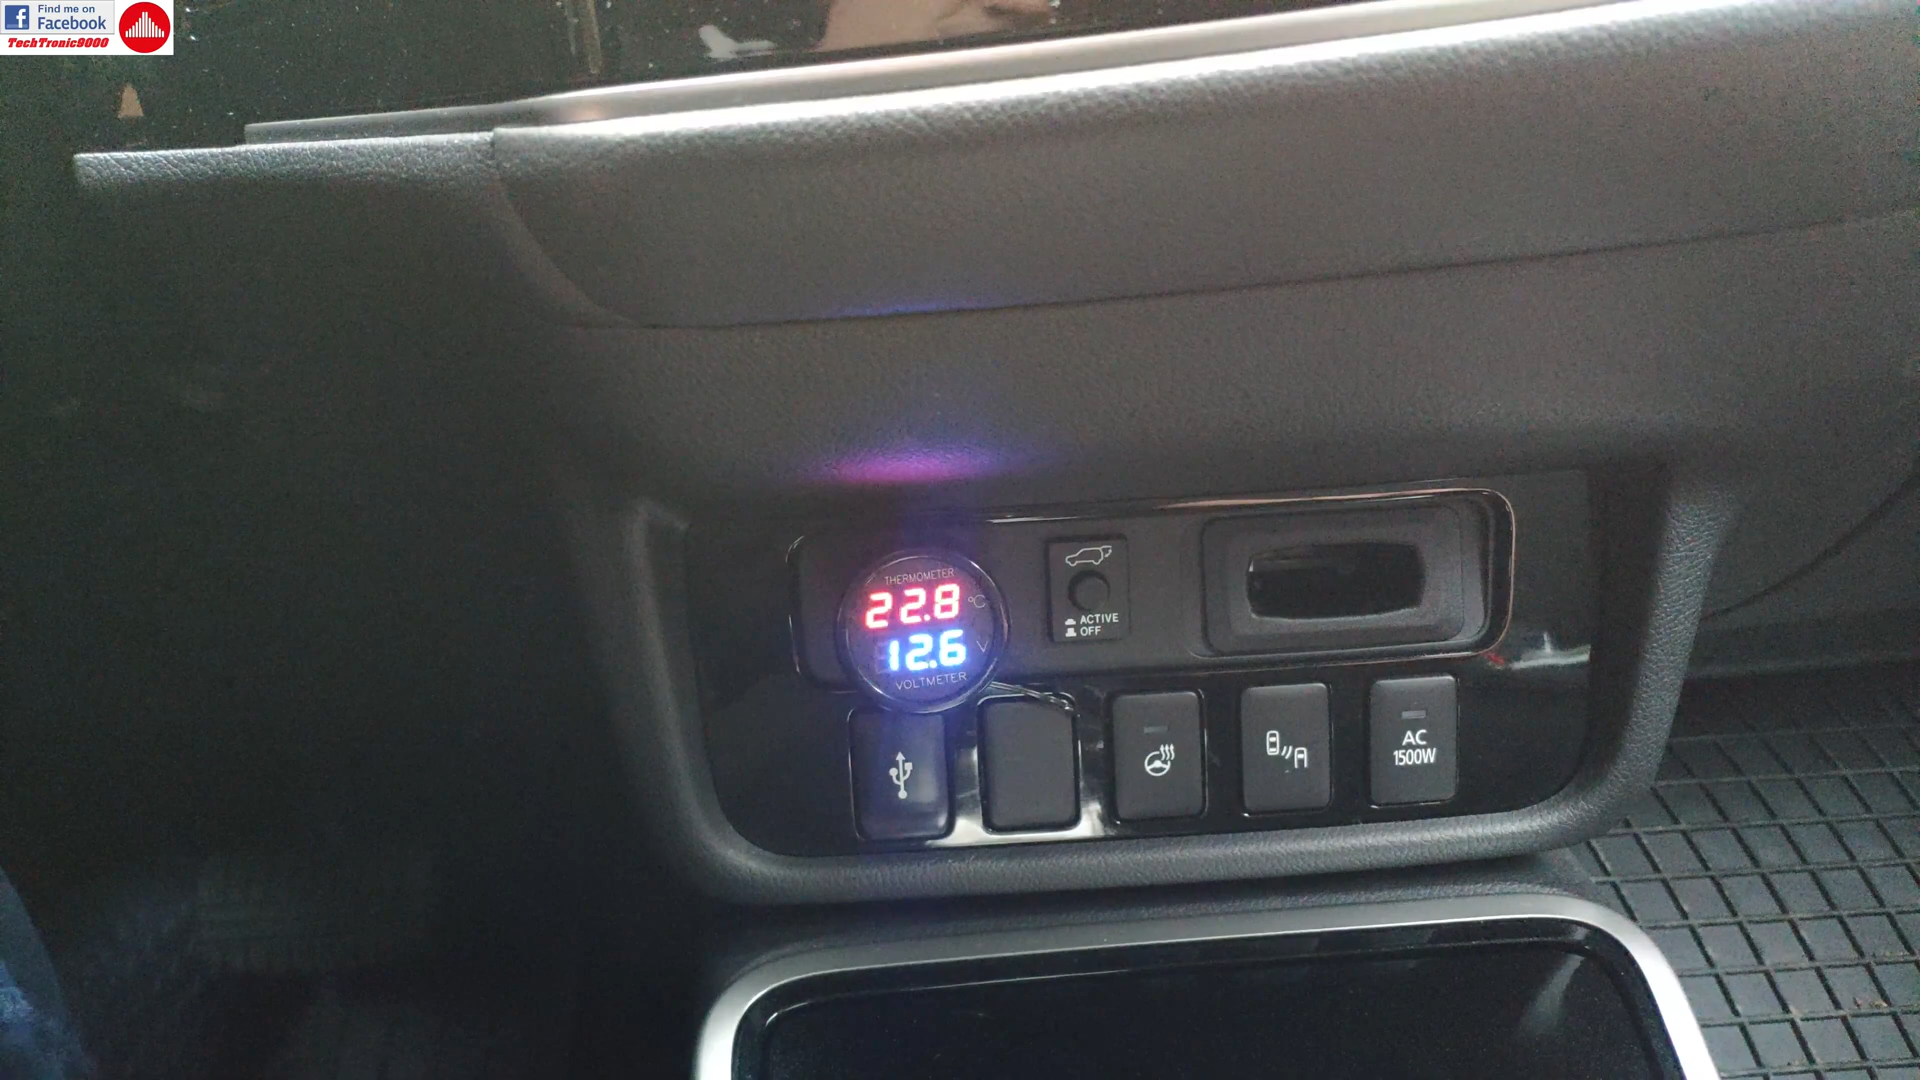 Find me on
Facebook
TechTronic9000
THERMOMETER
22.8 °C
12.6 V
VOLTMETER
ACTIVE
OFF
AC
1500W